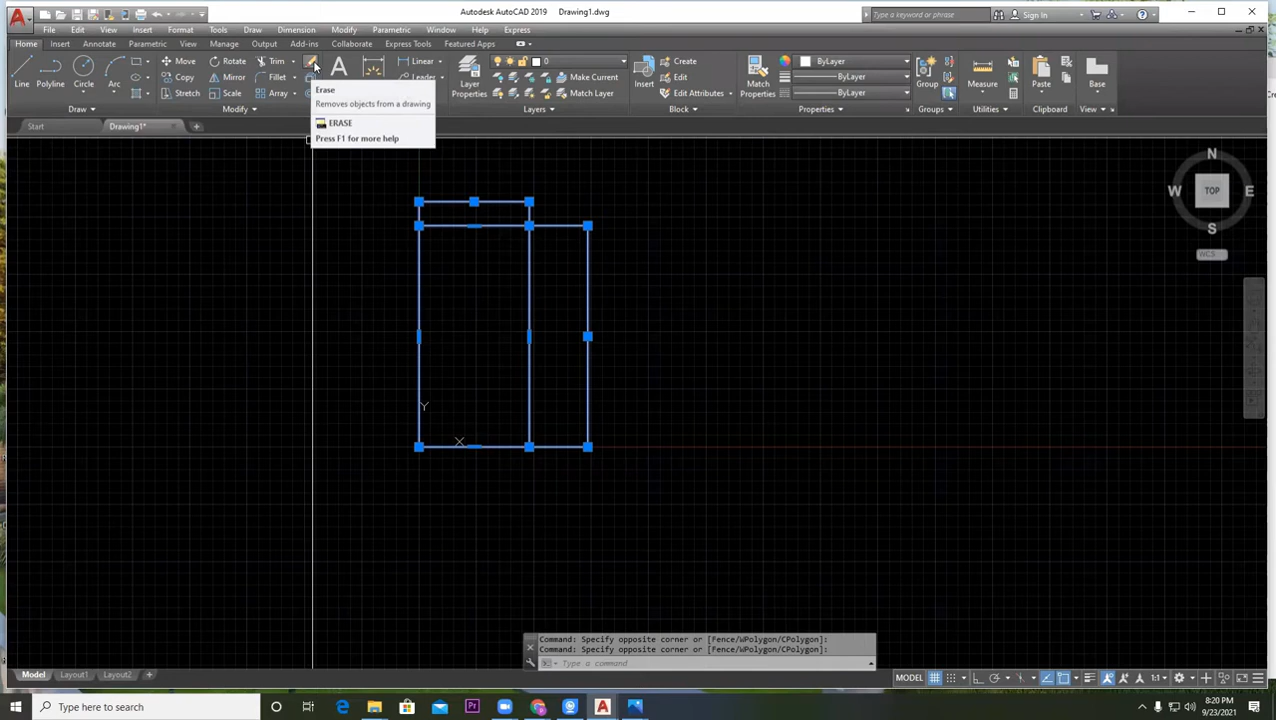 Autodesk AutoCAD 2019 Drawing1.dwg
Type a keyword or phrase
Sign In
File Edit View Insert Format Tools Draw Dimension Modify Parametric Window Help Express
Home Insert Annotate Parametric View Manage Output Add-ins Collaborate Express Tools Featured Apps
Line Polyline Circle Arc
Draw
Move Rotate Trim
Copy Mirror Fillet
Stretch Scale Array
Modify
A
Linear
Leader
Layer
Properties
0
Make Current
Match Layer
Layers
Insert
Create
Edit
Edit Attributes
Block
Match
Properties
ByLayer
ByLayer
ByLayer
Properties
Group
Groups
Measure
Utilities
Paste
Clipboard
Base
View
Erase
Removes objects from a drawing
ERASE
Press F1 for more help
Start Drawing1*
N
W TOP E
S
WCS
Y
X
Command: Specify opposite corner or [Fence/WPolygon/CPolygon]:
Command: Specify opposite corner or [Fence/WPolygon/CPolygon]:
Type a command
Model Layout1 Layout2
MODEL 1:1
Type here to search
Pr
A
8:20 PM
9/23/2021